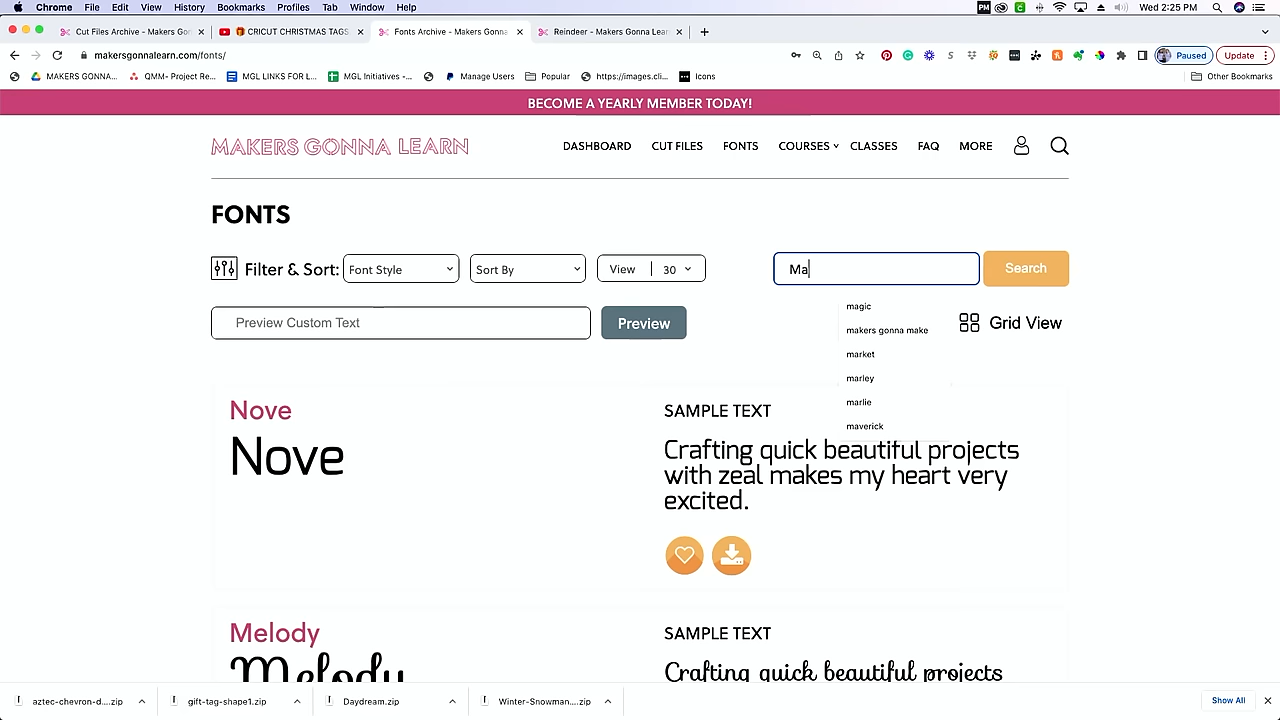 Chrome File Edit View History Bookmarks Profiles Tab Window Help PM Wed 2:25 PM
Cut Files Archive - Makers Go CRICUT CHRISTMAS TAGS Fonts Archive - Makers Gonna Reindeer - Makers Gonna Lear
makersgonnalearn.com/fonts/ Paused Update
MAKERS GONNA... QMM- Project Re... MGL LINKS FOR L... MGL Initiatives -... Manage Users Popular https://images.cli... Icons Other Bookmarks
BECOME A YEARLY MEMBER TODAY!
MAKERS GONNA LEARN DASHBOARD CUT FILES FONTS COURSES CLASSES FAQ MORE
FONTS
Filter & Sort: Font Style Sort By View 30 Ma Search
Preview Custom Text Preview Grid View
magic
makers gonna make
market
marley
marlie
maverick
Nove
Nove
SAMPLE TEXT
Crafting quick beautiful projects
with zeal makes my heart very
excited.
Melody
Melody
SAMPLE TEXT
Crafting quick beautiful projects
aztec-chevron-d....zip gift-tag-shape1.zip Daydream.zip Winter-Snowman....zip Show All